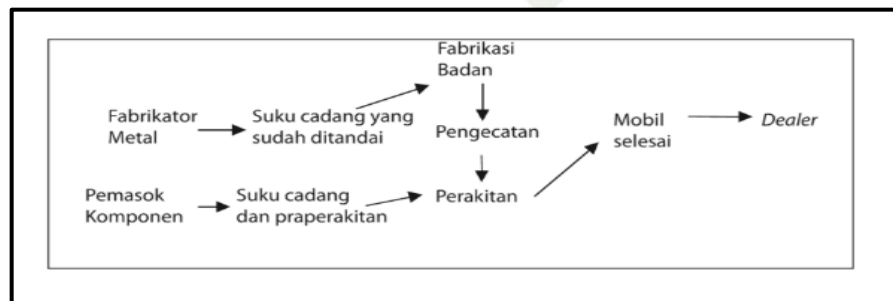 Fabrikasi
Badan
Fabrikator
Metal
Suku cadang yang
sudah ditandai
Pengecatan
Mobil
selesai
Dealer
Pemasok
Komponen
Suku cadang
dan praperakitan
Perakitan